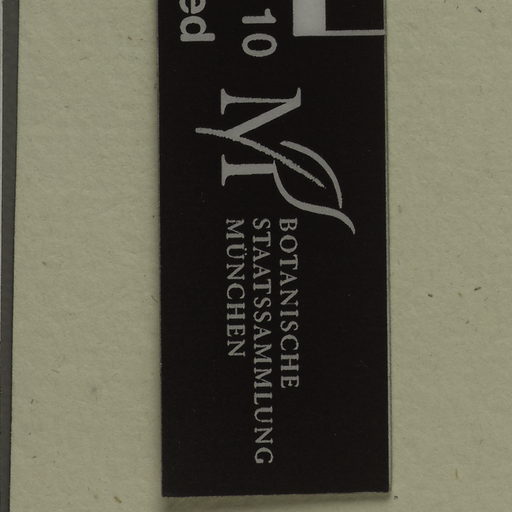 10
ed
M
BOTANISCHE
STAATSSAMMLUNG
MÜNCHEN